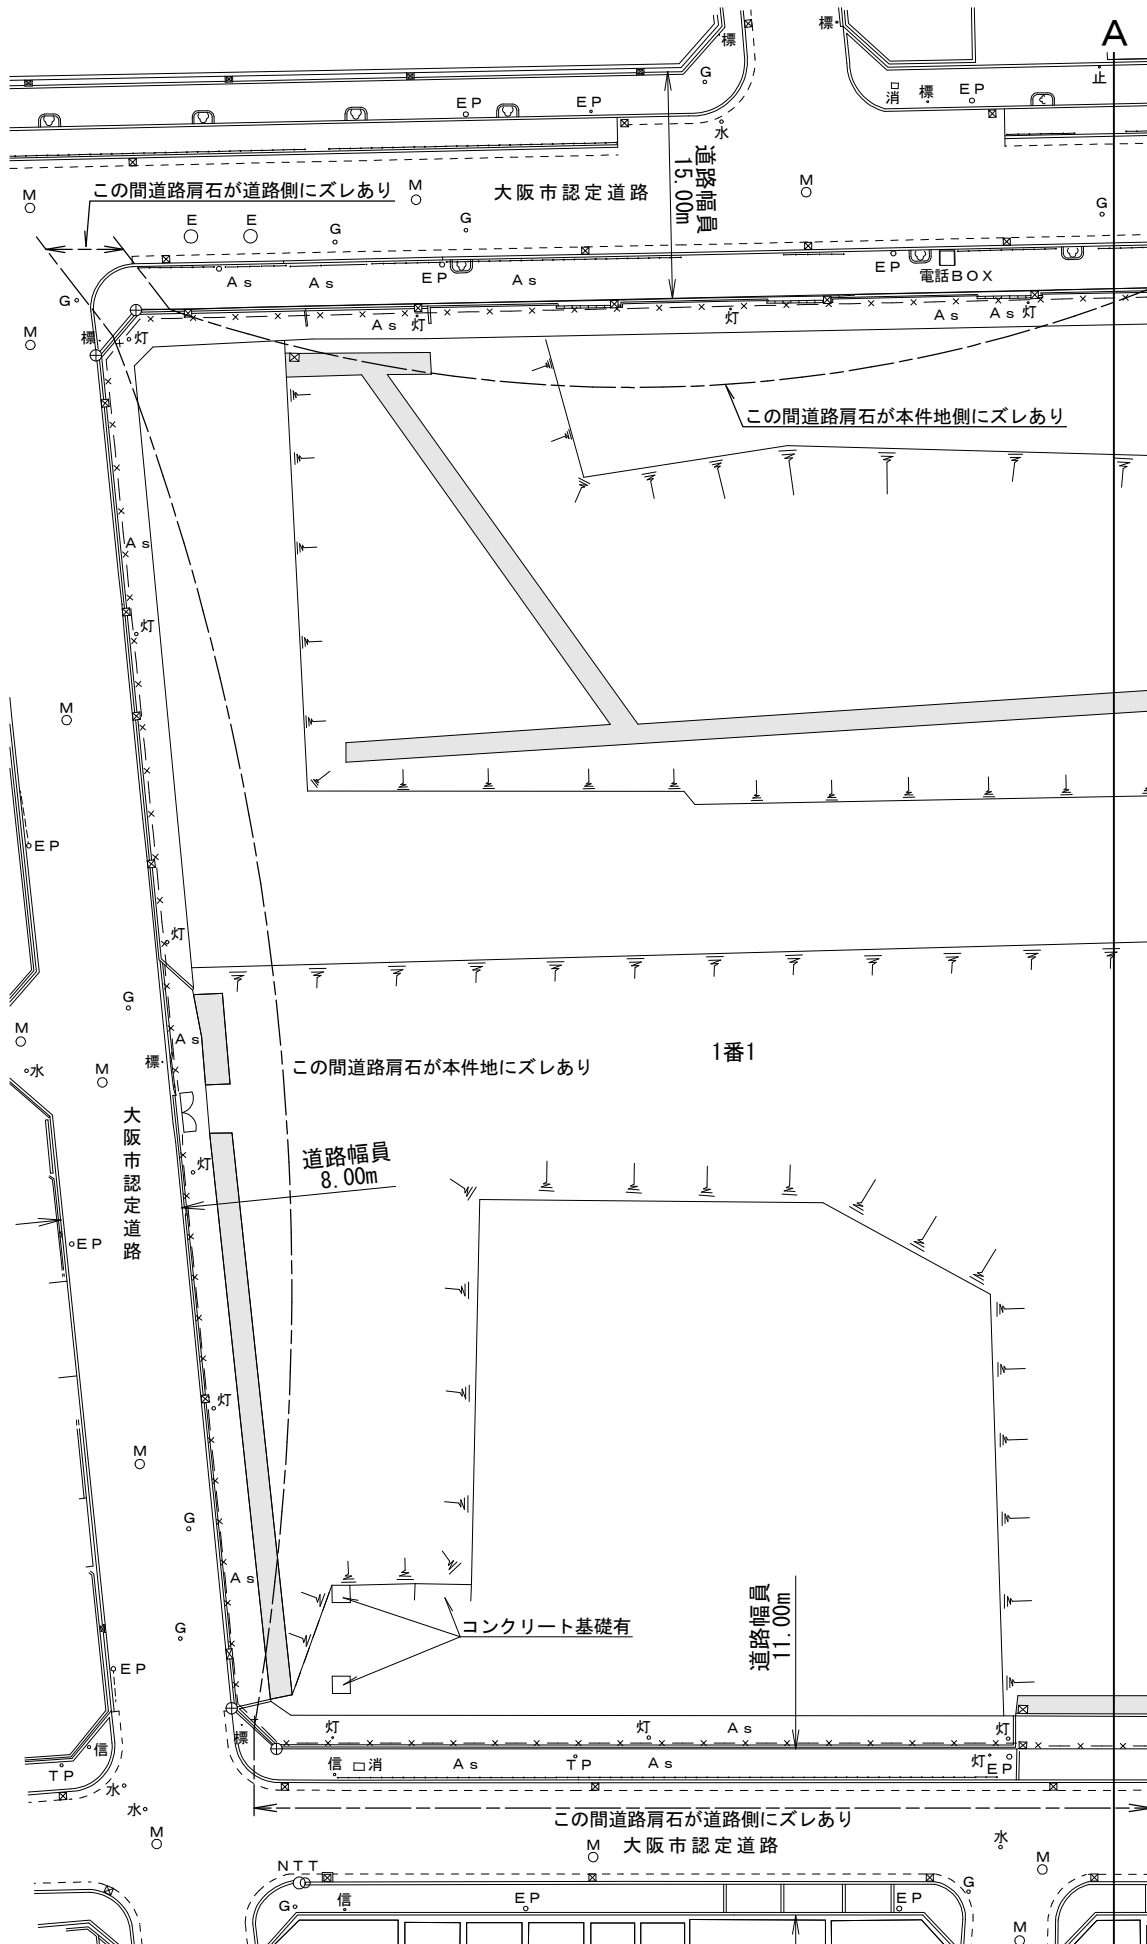 標
標
A
G
止
消
標
EP
EP
EP
水
道路幅員
15.00m
M
この間道路肩石が道路側にズレあり
M
大阪市認定道路
M
G
E
E
G
G
EP
EP
電話BOX
As
As
As
G
M
標
灯
As
灯
灯
As
As
灯
この間道路肩石が本件地側にズレあり
As
灯
M
EP
灯
G
M
As
標
水
M
この間道路肩石が本件地にズレあり
1番1
大阪市認定道路
道路幅員
8.00m
灯
EP
灯
M
G
As
G
コンクリート基礎有
道路幅員
11.00m
EP
標
灯
灯
As
灯
信
TP
信
消
As
TP
As
灯
EP
水
水
この間道路肩石が道路側にズレあり
M
M
大阪市認定道路
水
M
NTT
G
信
EP
EP
G
M